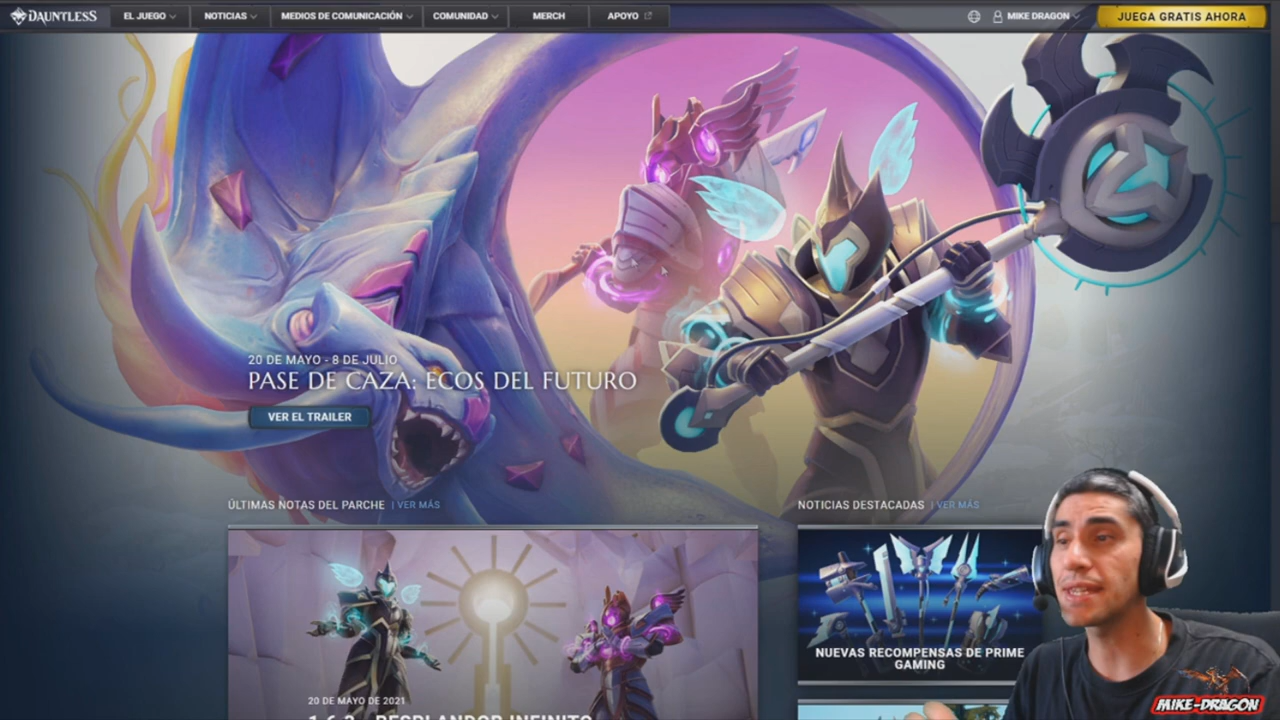 DAUNTLESS
EL JUEGO
NOTICIAS
MEDIOS DE COMUNICACIÓN
COMUNIDAD
MERCH
APOYO
MIKE DRAGON
JUEGA GRATIS AHORA
20 DE MAYO - 8 DE JULIO
PASE DE CAZA: ECOS DEL FUTURO
VER EL TRAILER
ÚLTIMAS NOTAS DEL PARCHE | VER MÁS
NOTICIAS DESTACADAS | VER MÁS
NUEVAS RECOMPENSAS DE PRIME
GAMING
20 DE MAYO DE 2021
RESPLANDOR INFINITO
MIKE-DRAGON